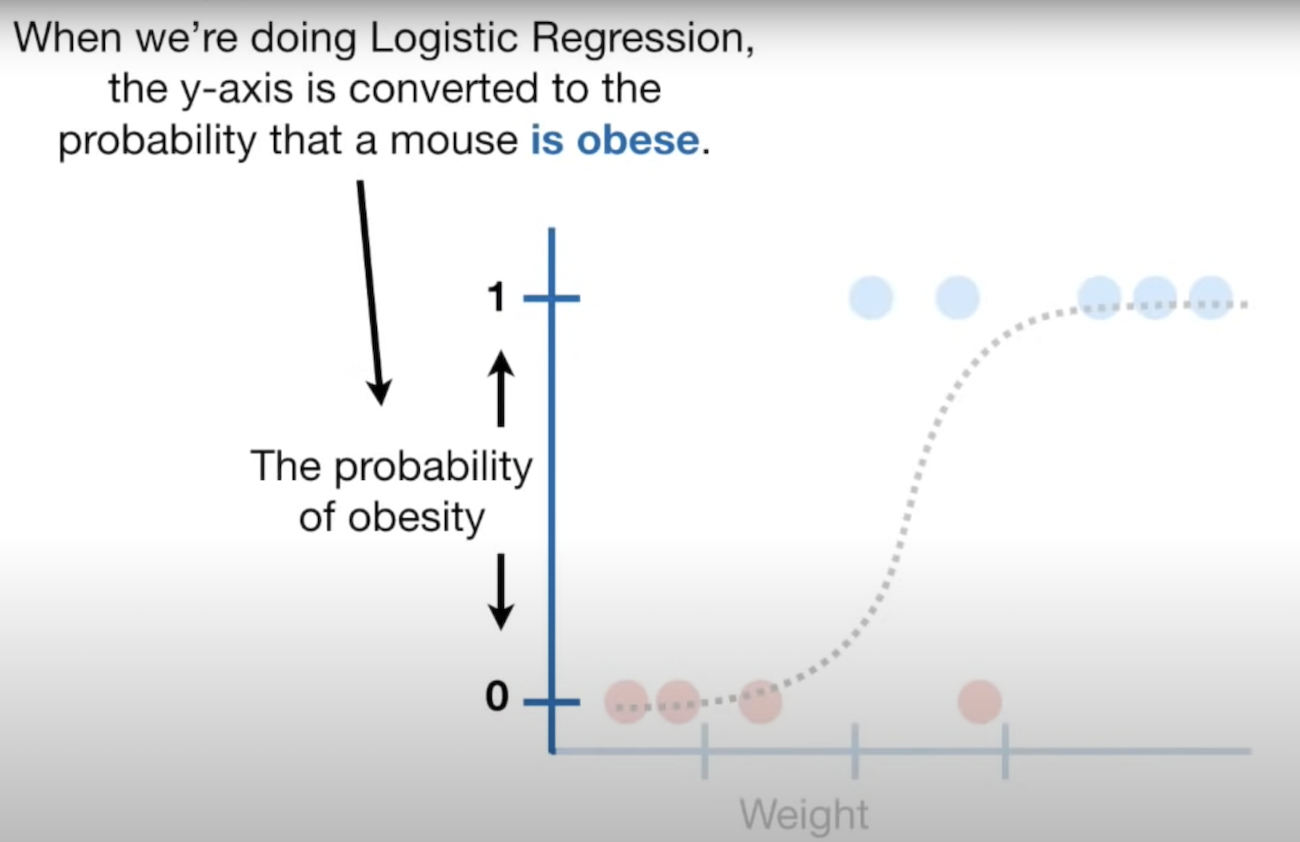 When we’re doing Logistic Regression,
the y-axis is converted to the
probability that a mouse is obese.
1
The probability
of obesity
0
Weight